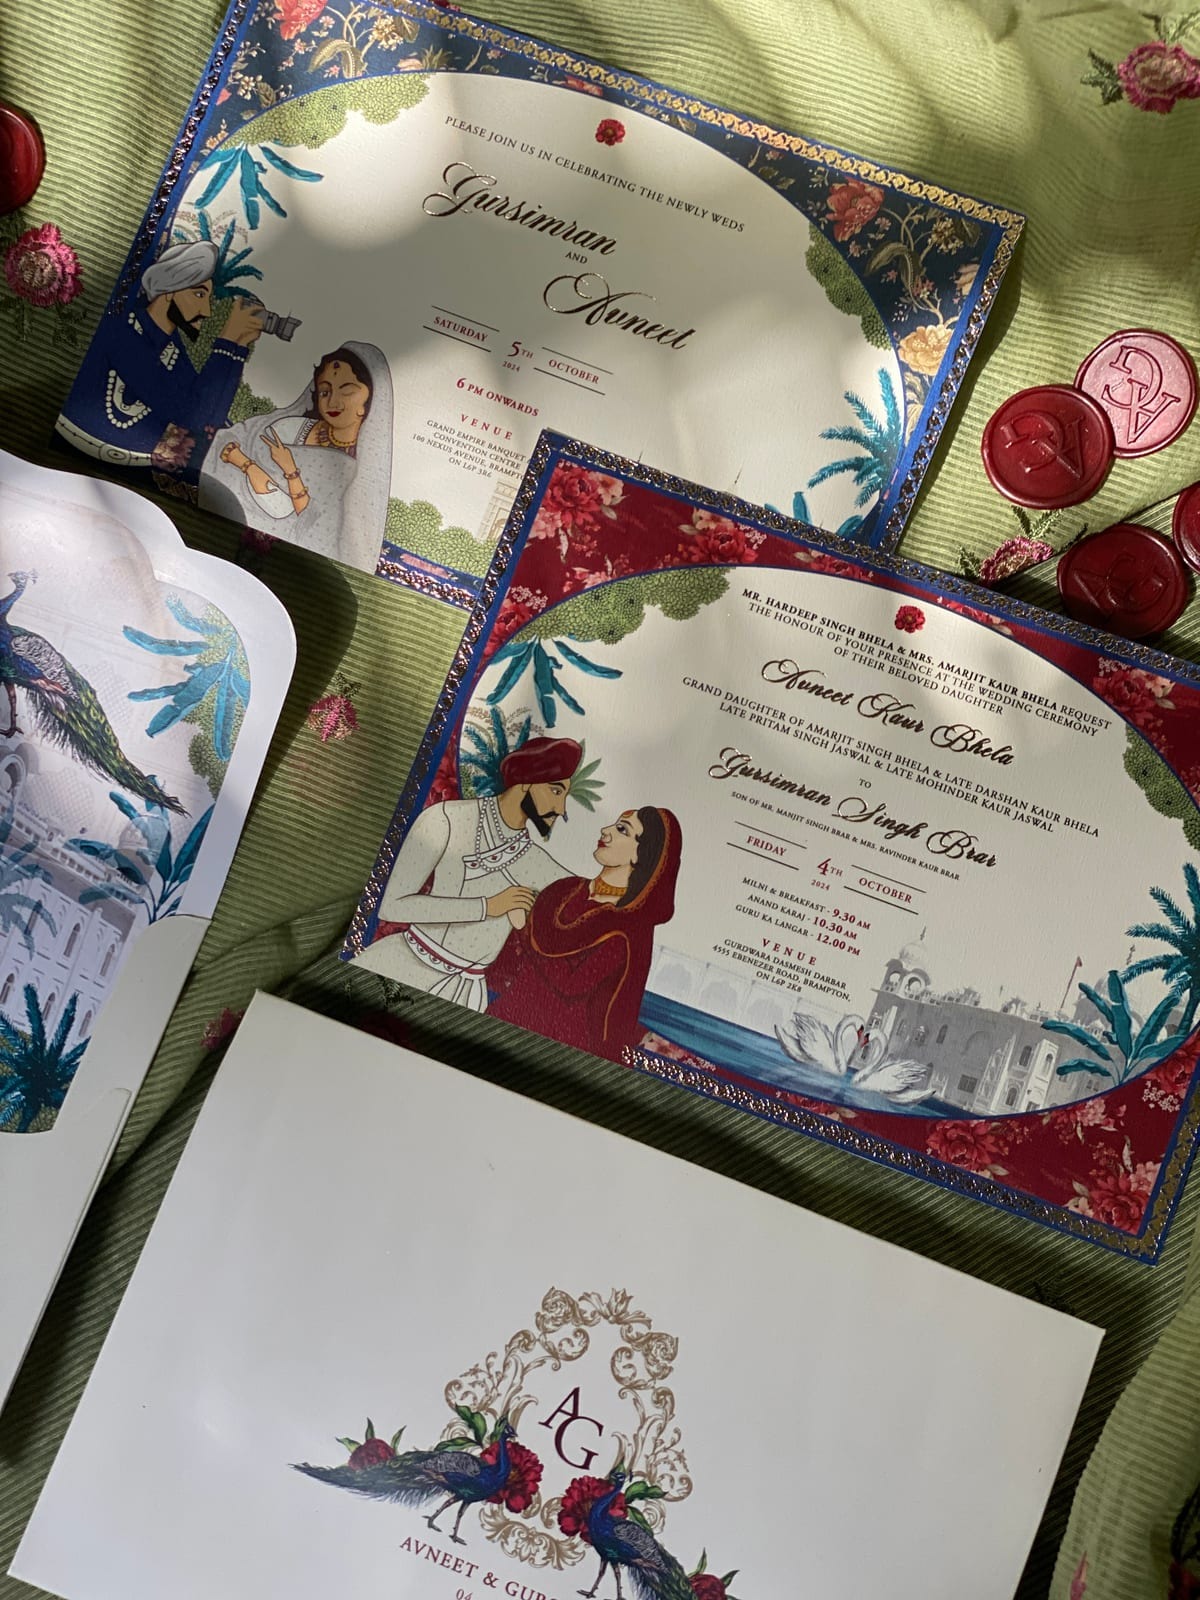 PLEASE JOIN US IN CELEBRATING THE NEWLY WEDS
Gursimran
AND
Avneet
SATURDAY 5TH OCTOBER
2024
6 PM ONWARDS
VENUE
GRAND EMPIRE BANQUET
CONVENTION CENTRE
100 NEXUS AVENUE, BRAMPT
ON L6P 3R6
MR. HARDEEP SINGH BHELA & MRS. AMARJIT KAUR BHELA REQUEST
THE HONOUR OF YOUR PRESENCE AT THE WEDDING CEREMONY
OF THEIR BELOVED DAUGHTER
Avneet Kaur Bhela
GRAND DAUGHTER OF AMARJIT SINGH BHELA & LATE DARSHAN KAUR BHELA
LATE PRITAM SINGH JASWAL & LATE MOHINDER KAUR JASWAL
TO
Gursimran Singh Brar
SON OF MR. MANJIT SINGH BRAR & MRS. RAVINDER KAUR BRAR
FRIDAY 4TH OCTOBER
2024
MILNI & BREAKFAST - 9.30 AM
ANAND KARAJ - 10.30 AM
GURU KA LANGAR - 12.00 PM
VENUE
GURDWARA DASMESH DARBAR
4555 EBENEZER ROAD, BRAMPTON,
ON L6P 2K8
AG
AG
AG
AVNEET & GURS
04